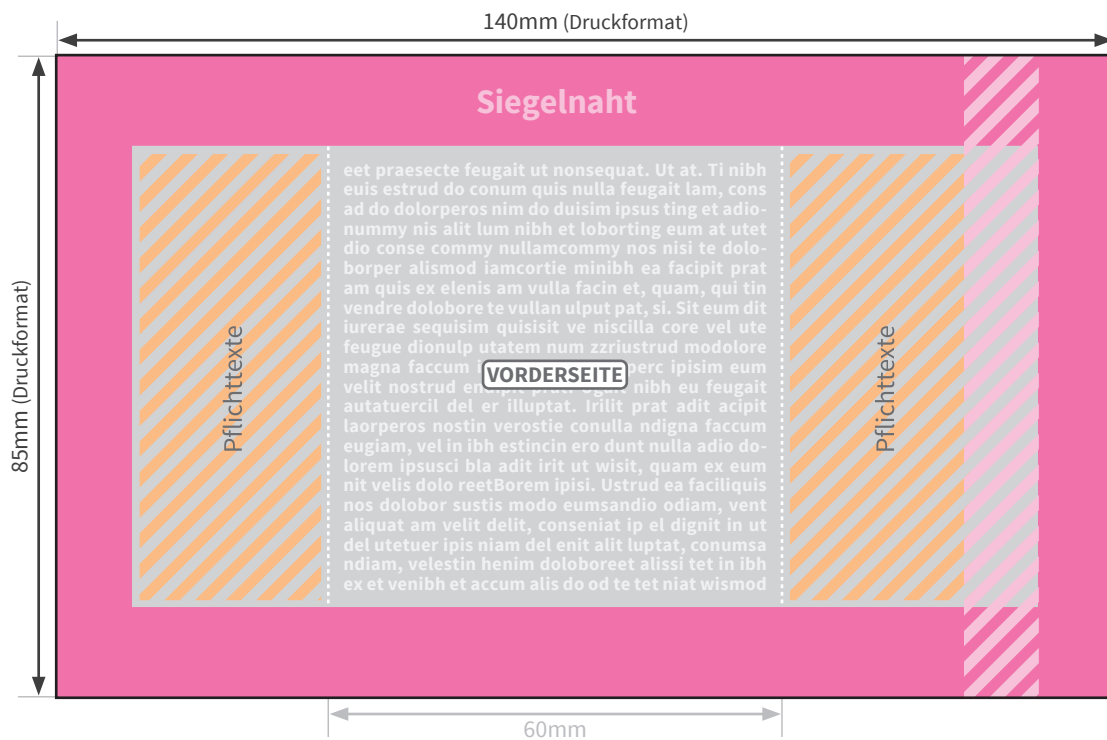 140mm (Druckformat)
Siegelnaht
85mm (Druckformat)
Pflichttexte
eet praesecte feugait ut nonsequat. Ut at. Ti nibh
euis estrud do conum quis nulla feugait lam, cons
ad do dolorperos nim do duisim ipsus ting et adio-
nummy nis alit lum nibh et loborting eum at utet
dio conse commy nullamcommy nos nisi te dolo-
borper alismod iamcortie minibh ea facipit prat
am quis ex elenis am vulla facin et, quam, qui tin
vendre dolobore te vullan ulput pat, si. Sit eum dit
iurerae sequisim quisisit ve niscilla core vel ute
feugue dionulp utatem num zzriustrud modolore
magna faccum perc ipisim eum
VORDERSEITE
velit nostrud nibh eu feugait
autatuercil del er illuptat. Irilit praessdit acipit
laorperos nostin verostie conulla ndigna faccum
eugiam, vel in ibh estincin ero dunt nulla adio do-
lorem ipsusci bla adit irit ut wisit, quam ex eum
nit velis dolo reetBorem ipisi. Ustrud ea faciliquis
nos dolobor sustis modo eumsandio odiam, vent
aliquat am velit delit, conseniat ip el dignit in ut
del utetuer ipis niam del enit alit luptat, conumsa
ndiam, velestin henim doloboreet alissi tet in ibh
ex et venibh et accum alis do od te tet niat wismod
Pflichttexte
60mm